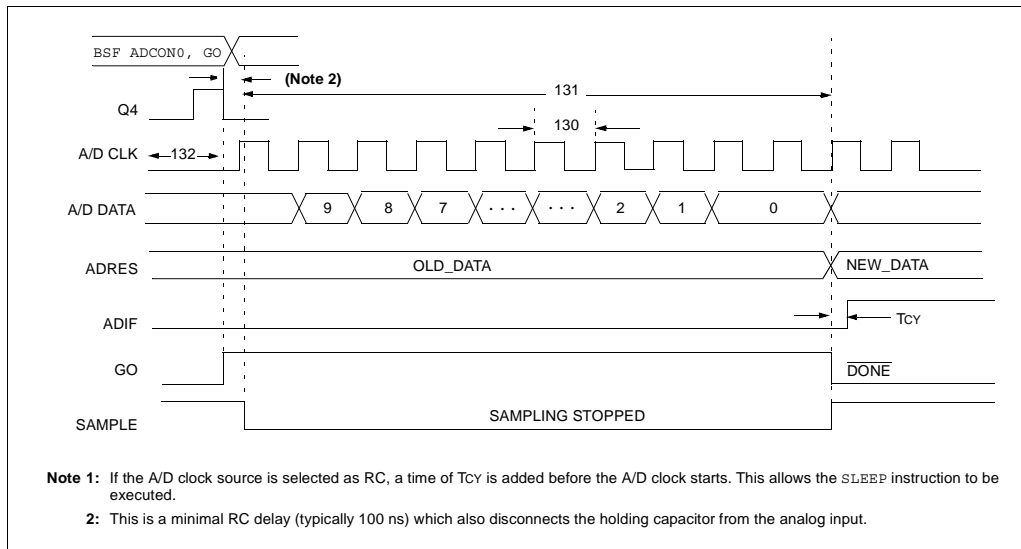 BSF ADCON0, GO
(Note 2)
131
Q4
130
A/D CLK
132
A/D DATA
9 8 7 . . . . . . 2 1 0
ADRES
OLD_DATA
NEW_DATA
ADIF
TCY
GO
DONE
SAMPLE
SAMPLING STOPPED
Note 1: If the A/D clock source is selected as RC, a time of TCY is added before the A/D clock starts. This allows the SLEEP instruction to be
executed.
2: This is a minimal RC delay (typically 100 ns) which also disconnects the holding capacitor from the analog input.